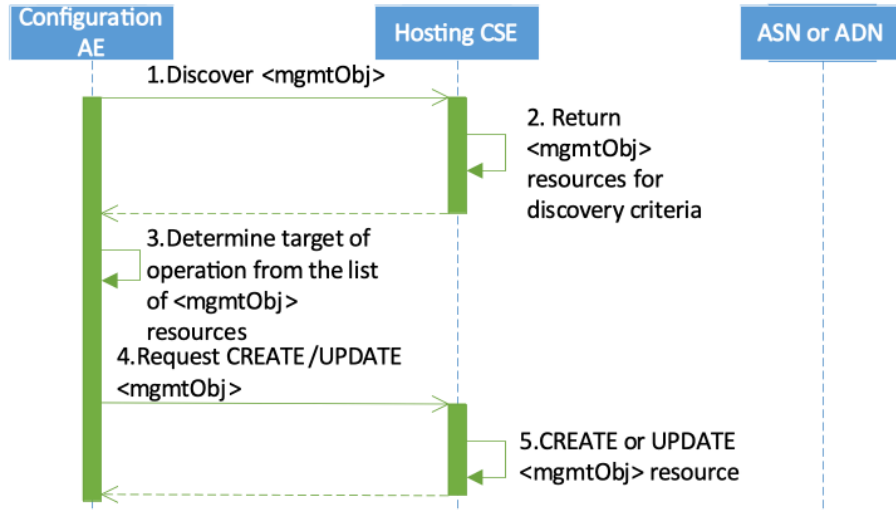 Configuration
AE
Hosting CSE
ASN or ADN
1.Discover <mgmtObj>
2. Return
<mgmtObj>
resources for
discovery criteria
3.Determine target of
operation from the list
of <mgmtObj>
resources
4.Request CREATE/UPDATE
<mgmtObj>
5.CREATE or UPDATE
<mgmtObj> resource